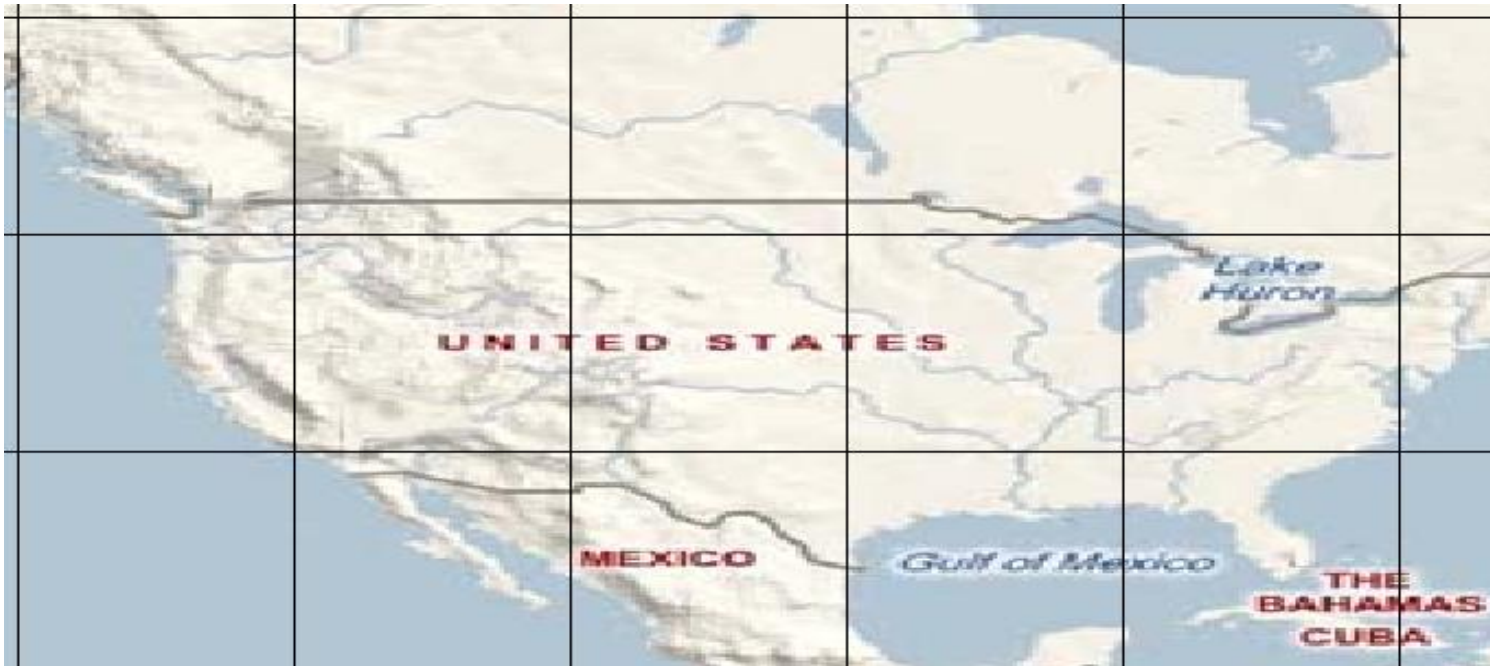 Lake
Huron
UNITED STATES
MEXICO
Gulf of Mexico
THE
BAHAMAS
CUBA